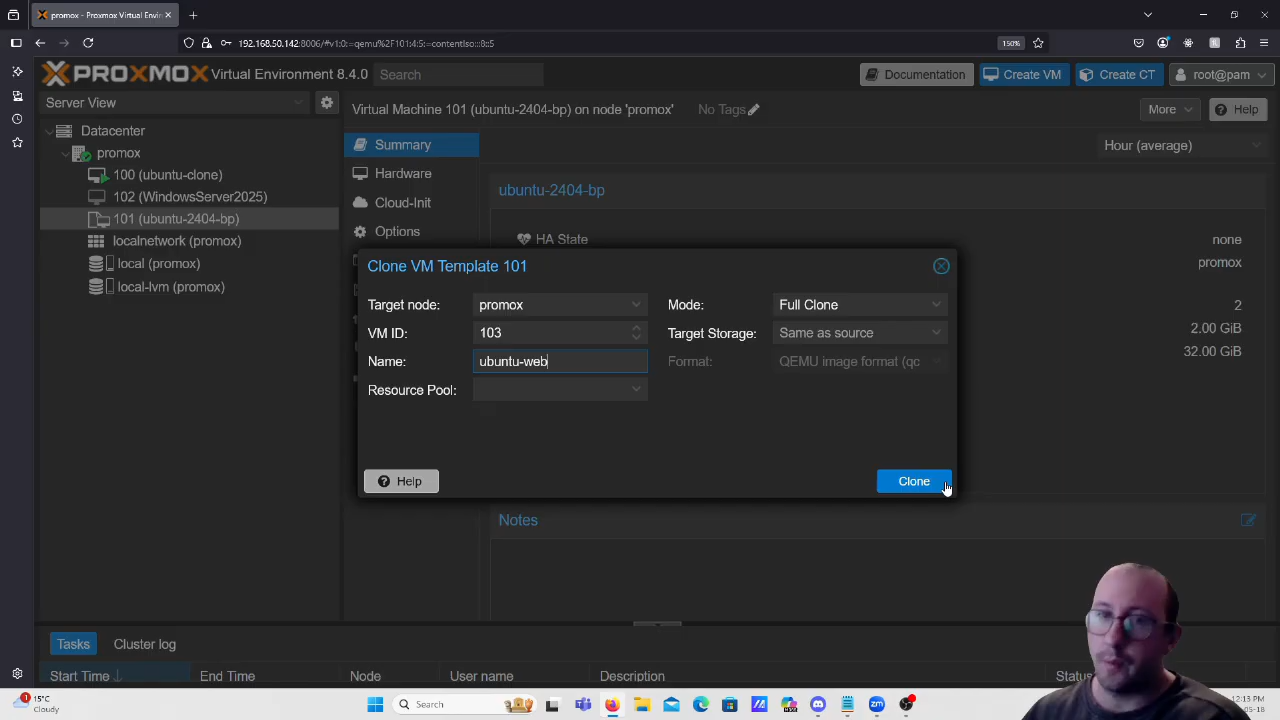 promox - Proxmox Virtual Envir
192.168.50.142:8006/#v1:0:=qemu%2F101:4:5:=contentIso:::8::5
150%
PROXMOX Virtual Environment 8.4.0
Search
Documentation
Create VM
Create CT
root@pam
Server View
Virtual Machine 101 (ubuntu-2404-bp) on node 'promox'
No Tags
More
Help
Datacenter
promox
100 (ubuntu-clone)
102 (WindowsServer2025)
101 (ubuntu-2404-bp)
localnetwork (promox)
local (promox)
local-lvm (promox)
Summary
Hardware
Cloud-Init
Options
Hour (average)
ubuntu-2404-bp
HA State
none
promox
2
2.00 GiB
32.00 GiB
Clone VM Template 101
Target node: promox
Mode: Full Clone
VM ID: 103
Target Storage: Same as source
Name: ubuntu-web
Format: QEMU image format (qc
Resource Pool:
Help
Clone
Notes
Tasks
Cluster log
Start Time
End Time
Node
User name
Description
Status
1
15°C
Cloudy
Search
12:13 PM